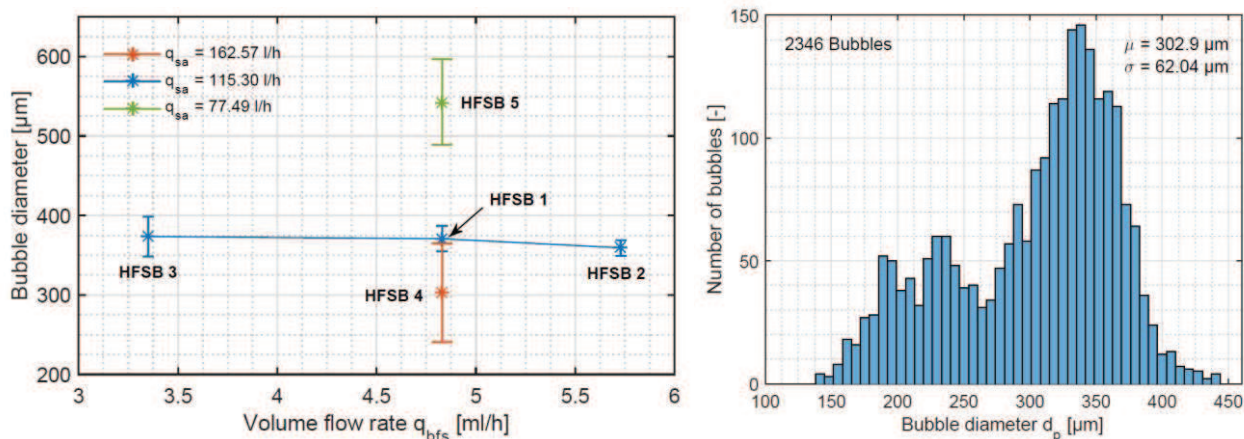 q_sa = 162.57 l/h
q_sa = 115.30 l/h
q_sa = 77.49 l/h
HFSB 5
HFSB 1
HFSB 3
HFSB 2
HFSB 4
Bubble diameter [µm]
600
500
400
300
200
3 3.5 4 4.5 5 5.5 6
Volume flow rate q_bfs [ml/h]
2346 Bubbles
µ = 302.9 µm
σ = 62.04 µm
Number of bubbles [-]
150
100
50
0
100 150 200 250 300 350 400 450
Bubble diameter d_p [µm]